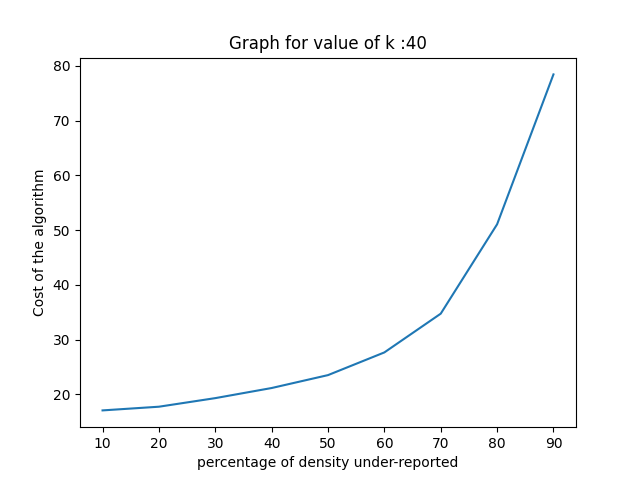 Graph for value of k :40
80
70
60
50
40
30
20
Cost of the algorithm
10 20 30 40 50 60 70 80 90
percentage of density under-reported